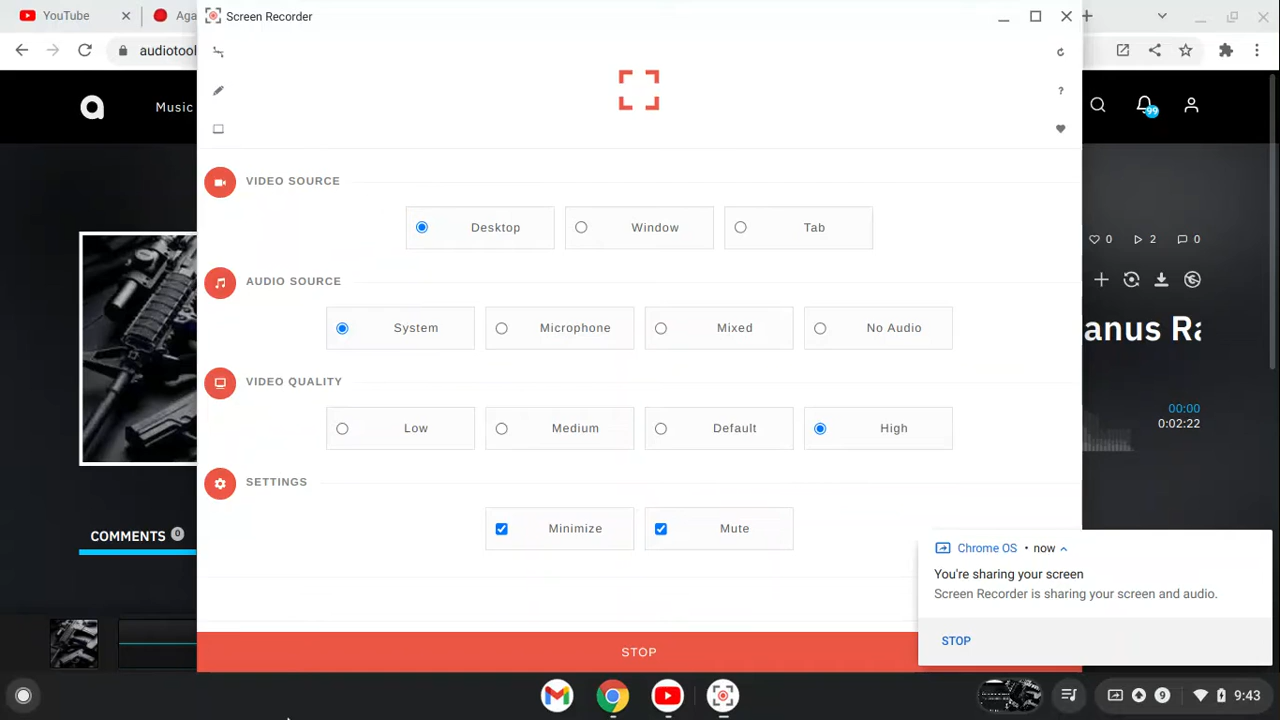 YouTube
Aga
Screen Recorder
audiotool
Music
99
VIDEO SOURCE
Desktop
Window
Tab
0 2 0
AUDIO SOURCE
System
Microphone
Mixed
No Audio
anus Ra
VIDEO QUALITY
Low
Medium
Default
High
00:00
0:02:22
SETTINGS
Minimize
Mute
COMMENTS 0
Chrome OS • now
You're sharing your screen
Screen Recorder is sharing your screen and audio.
STOP
STOP
9 9:43